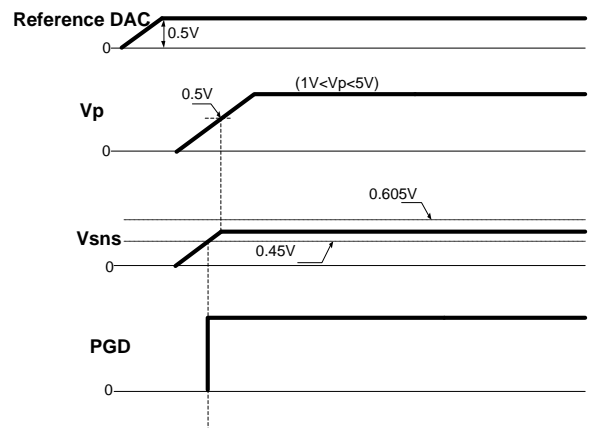 Reference DAC
0.5V
0
(1V<Vp<5V)
0.5V
Vp
0
0.605V
Vsns
0.45V
0
PGD
0